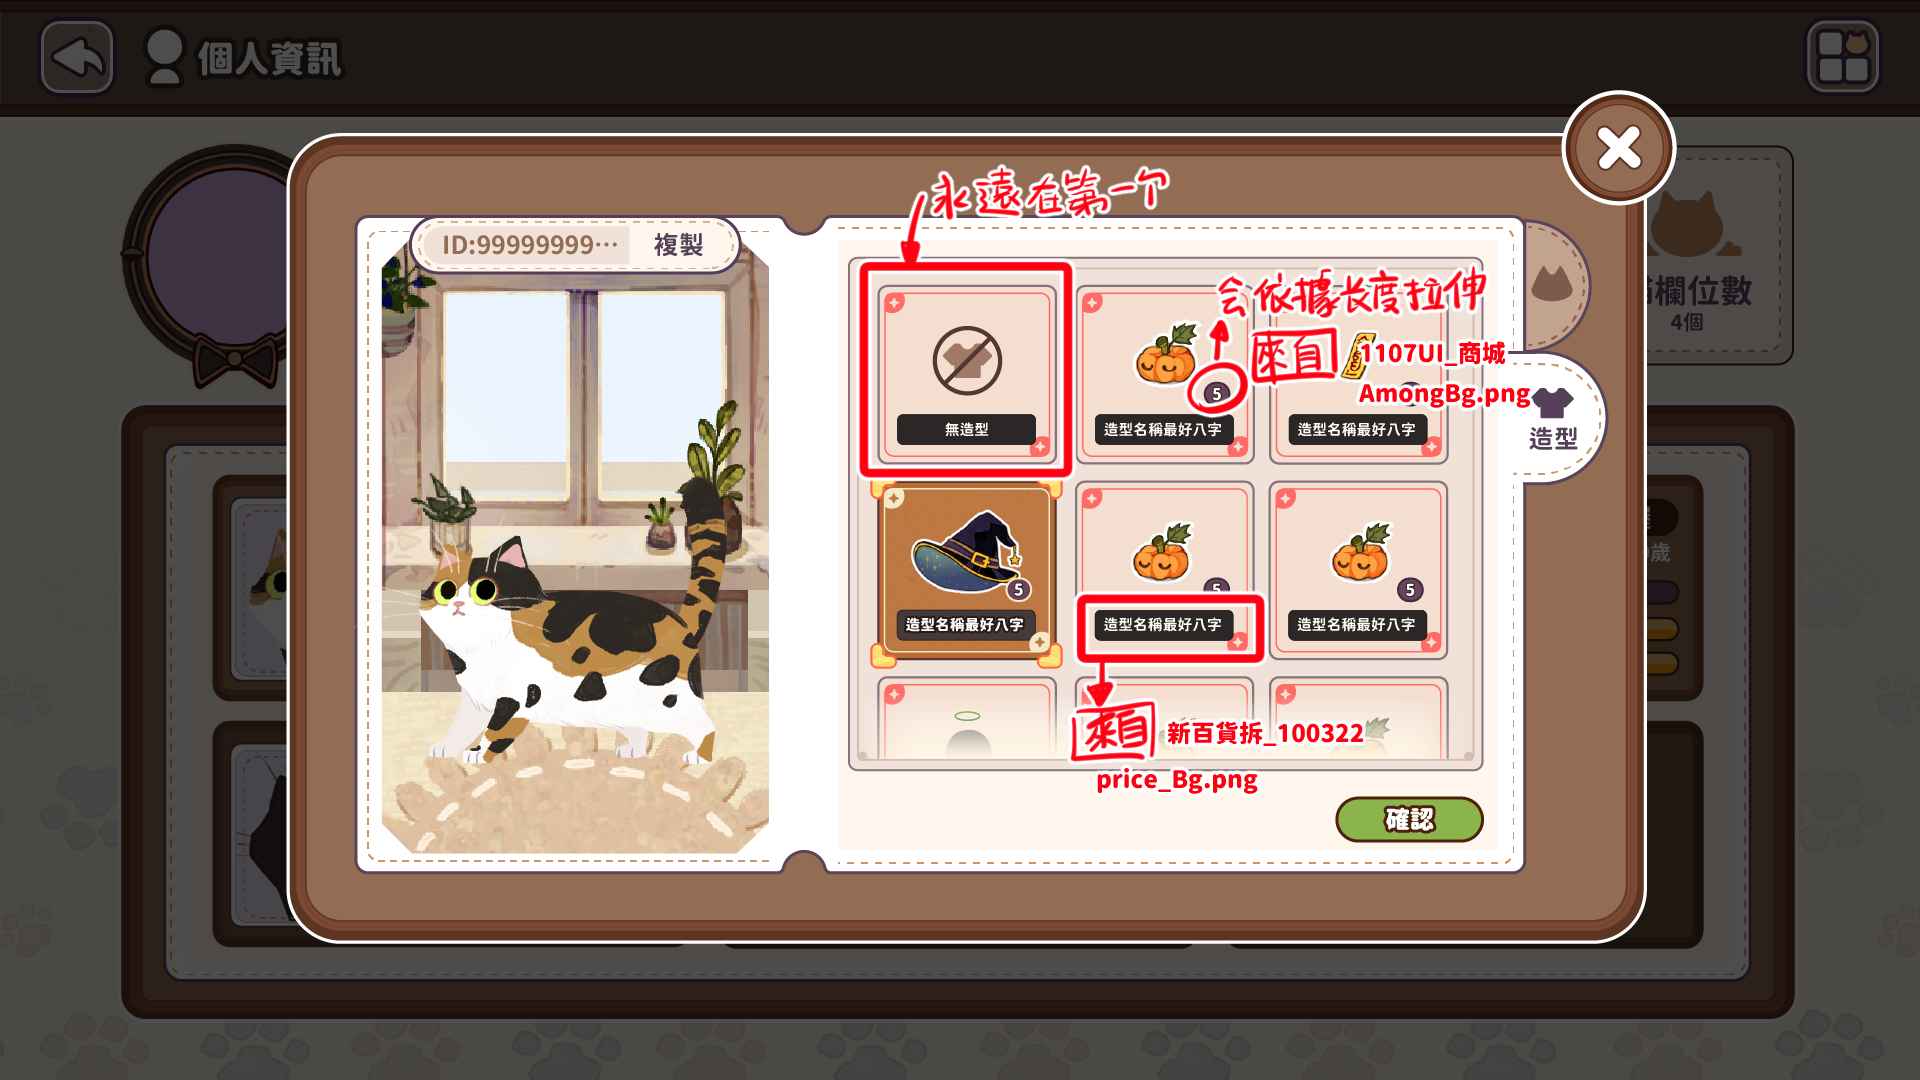 個人資訊
永遠在第一个
ID:99999999…
複製
会依據长度拉伸
來自
1107UI_商城
AmongBg.png
欄位數
4個
5
無造型
造型名稱最好八字
造型名稱最好八字
造型
5
5
5
造型名稱最好八字
造型名稱最好八字
造型名稱最好八字
歲
來自
新百貨拆_100322
price_Bg.png
確認